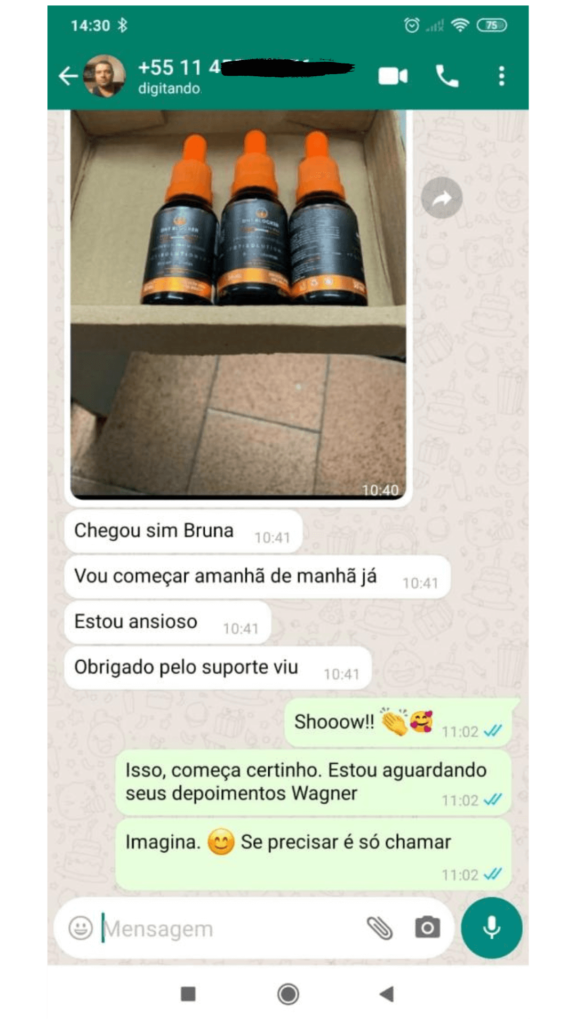 14:30
75
+55 11 4
digitando
10:40
Chegou sim Bruna 10:41
Vou começar amanhã de manhã já 10:41
Estou ansioso 10:41
Obrigado pelo suporte viu 10:41
Shooow!! 👏🥰 11:02
Isso, começa certinho. Estou aguardando
seus depoimentos Wagner 11:02
Imagina. 😊 Se precisar é só chamar
11:02
Mensagem